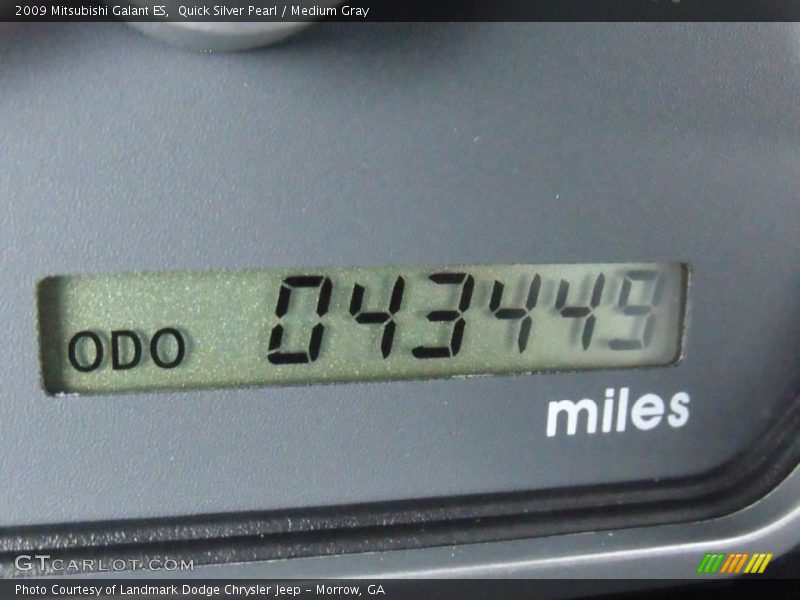 2009 Mitsubishi Galant ES,  Quick Silver Pearl / Medium Gray
ODO 043449
miles
GTCARLOT.COM
Photo Courtesy of Landmark Dodge Chrysler Jeep - Morrow, GA